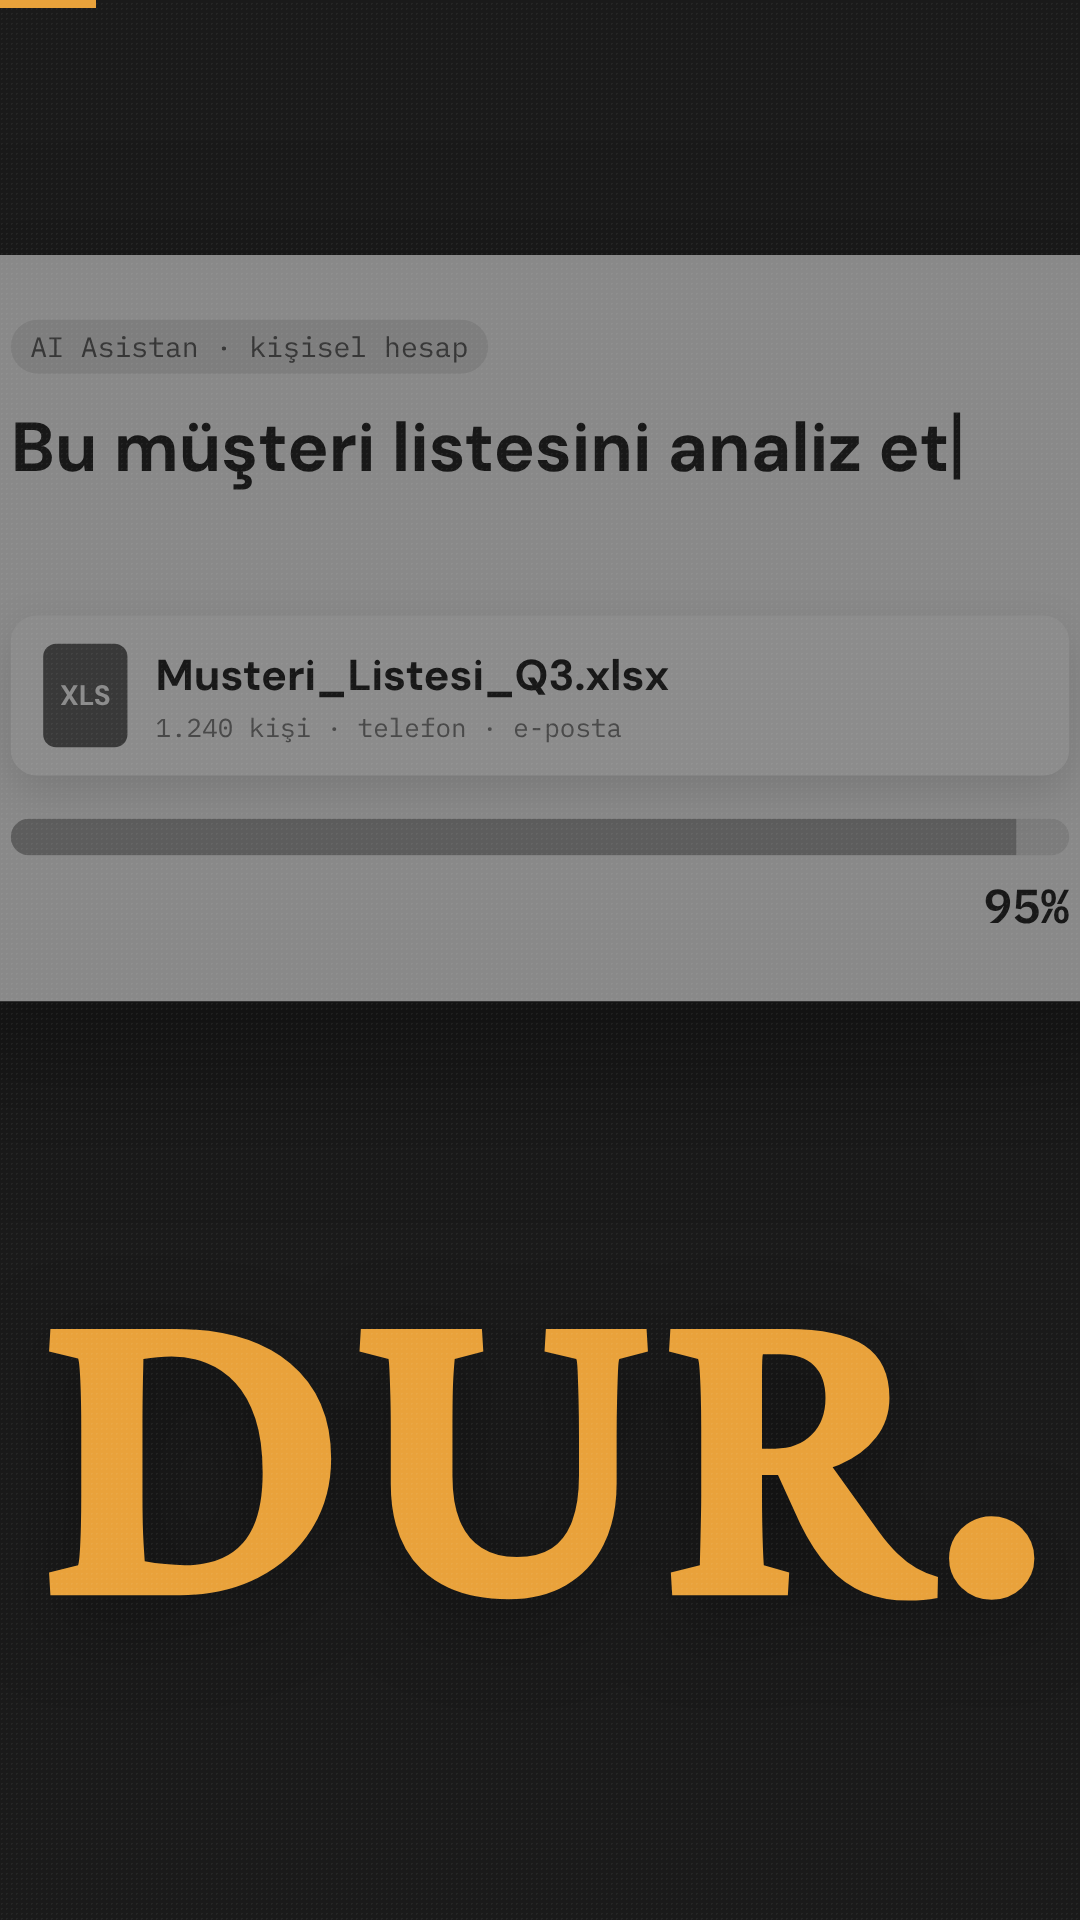 AI Asistan · kişisel hesap
Bu müşteri listesini analiz et
XLS
Musteri_Listesi_Q3.xlsx
1.240 kişi · telefon · e-posta
95%
DUR.